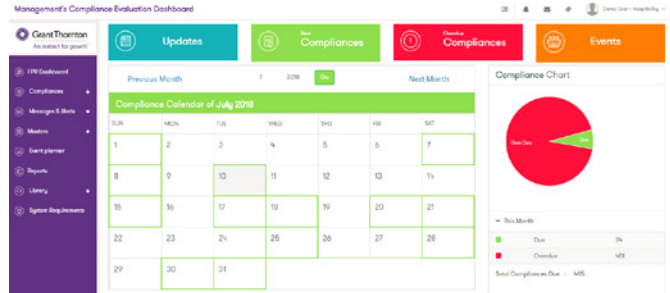 Management's Compliance Evaluation Dashboard
Grant Thornton
An instinct for growth
Updates
New
Compliances
Overdue
Compliances
Events
FPR Dashboard
Compliances
Messages & Alerts
Masters
Event planner
Reports
Library
System Requirements
Previous Month
7 2018 Go
Next Month
Compliance Calendar of July 2018
SUN MON TUE WED THU FRI SAT
1 2 3 4 5 6 7
8 9 10 11 12 13 14
15 16 17 18 19 20 21
22 23 24 25 26 27 28
29 30 31
Compliance Chart
Over Due
Due
This Month
Due
Overdue
Total Compliances Due :